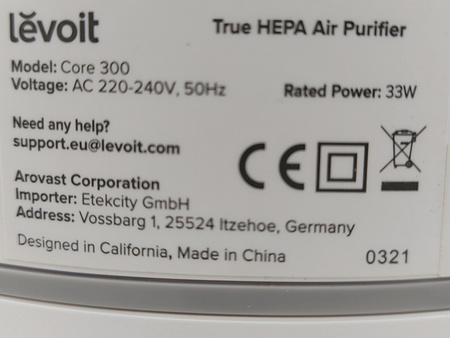 levoit
True HEPA Air Purifier
Model: Core 300
Voltage: AC 220-240V, 50Hz
Rated Power: 33W
Need any help?
support.eu@levoit.com
CE
Arovast Corporation
Importer: Etekcity GmbH
Address: Vossbarg 1, 25524 Itzehoe, Germany
Designed in California, Made in China
0321